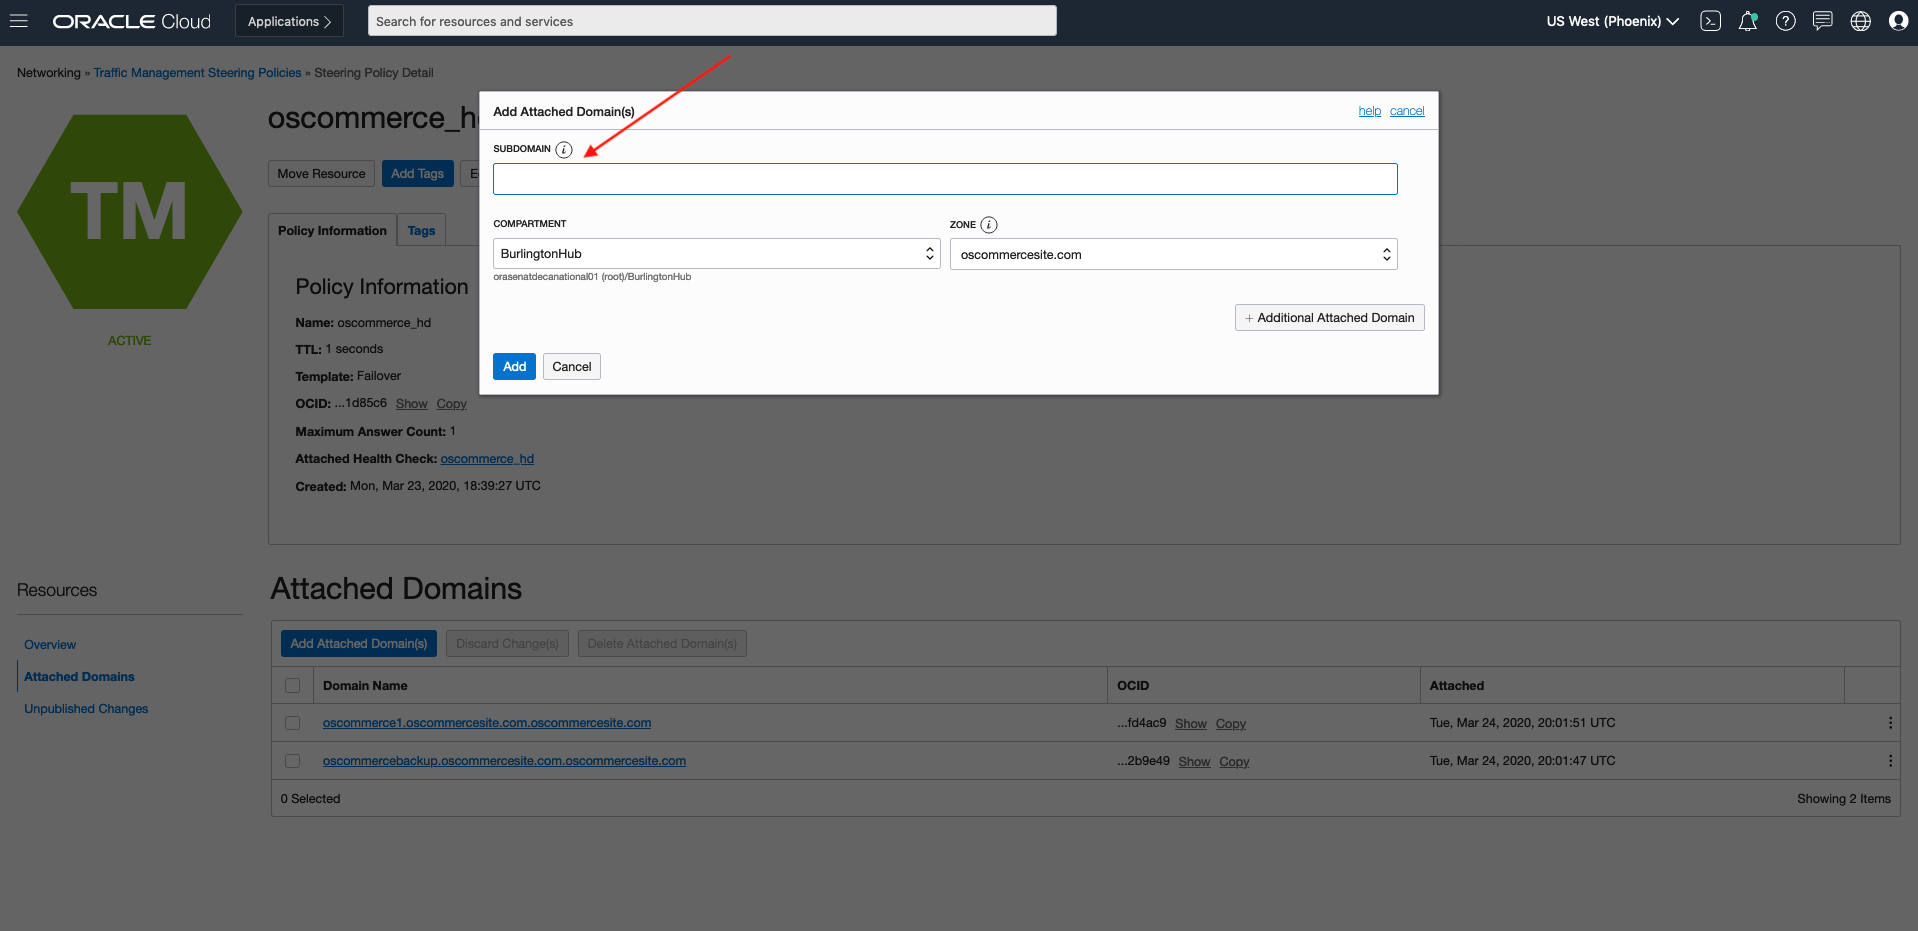 ORACLE Cloud
Applications
Search for resources and services
US West (Phoenix)
Networking » Traffic Management Steering Policies » Steering Policy Detail
TM
ACTIVE
oscommerce_h
Move Resource
Add Tags
E
Policy Information
Tags
Policy Information
Name: oscommerce_hd
TTL: 1 seconds
Template: Failover
OCID: ...1d85c6 Show Copy
Maximum Answer Count: 1
Attached Health Check: oscommerce_hd
Created: Mon, Mar 23, 2020, 18:39:27 UTC
Add Attached Domain(s)
help cancel
SUBDOMAIN i
COMPARTMENT
BurlingtonHub
orasenatdecanational01 (root)/BurlingtonHub
ZONE i
oscommercesite.com
+ Additional Attached Domain
Add
Cancel
Resources
Overview
Attached Domains
Unpublished Changes
Attached Domains
Add Attached Domain(s)
Discard Change(s)
Delete Attached Domain(s)
Domain Name OCID Attached
oscommerce1.oscommercesite.com.oscommercesite.com ...fd4ac9 Show Copy Tue, Mar 24, 2020, 20:01:51 UTC
oscommercebackup.oscommercesite.com.oscommercesite.com ...2b9e49 Show Copy Tue, Mar 24, 2020, 20:01:47 UTC
0 Selected Showing 2 Items